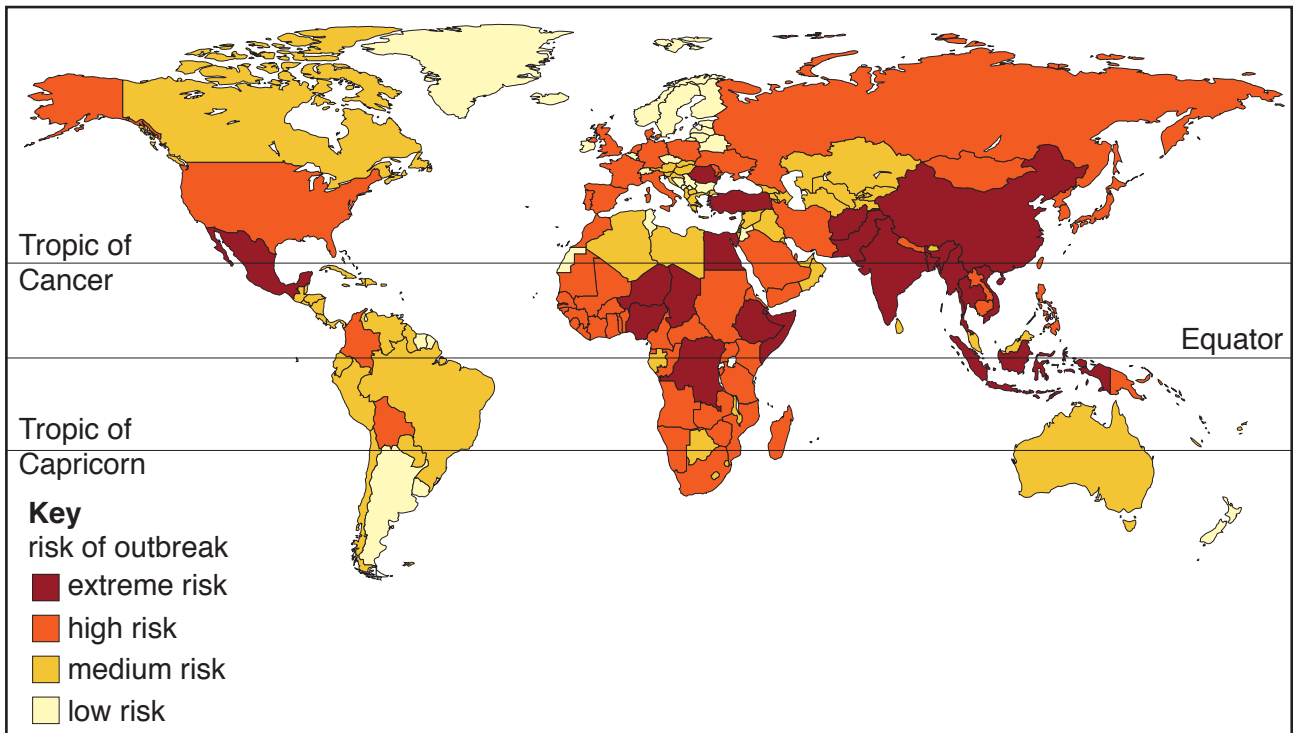 Tropic of
Cancer
Equator
Tropic of
Capricorn
Key
risk of outbreak
extreme risk
high risk
medium risk
low risk